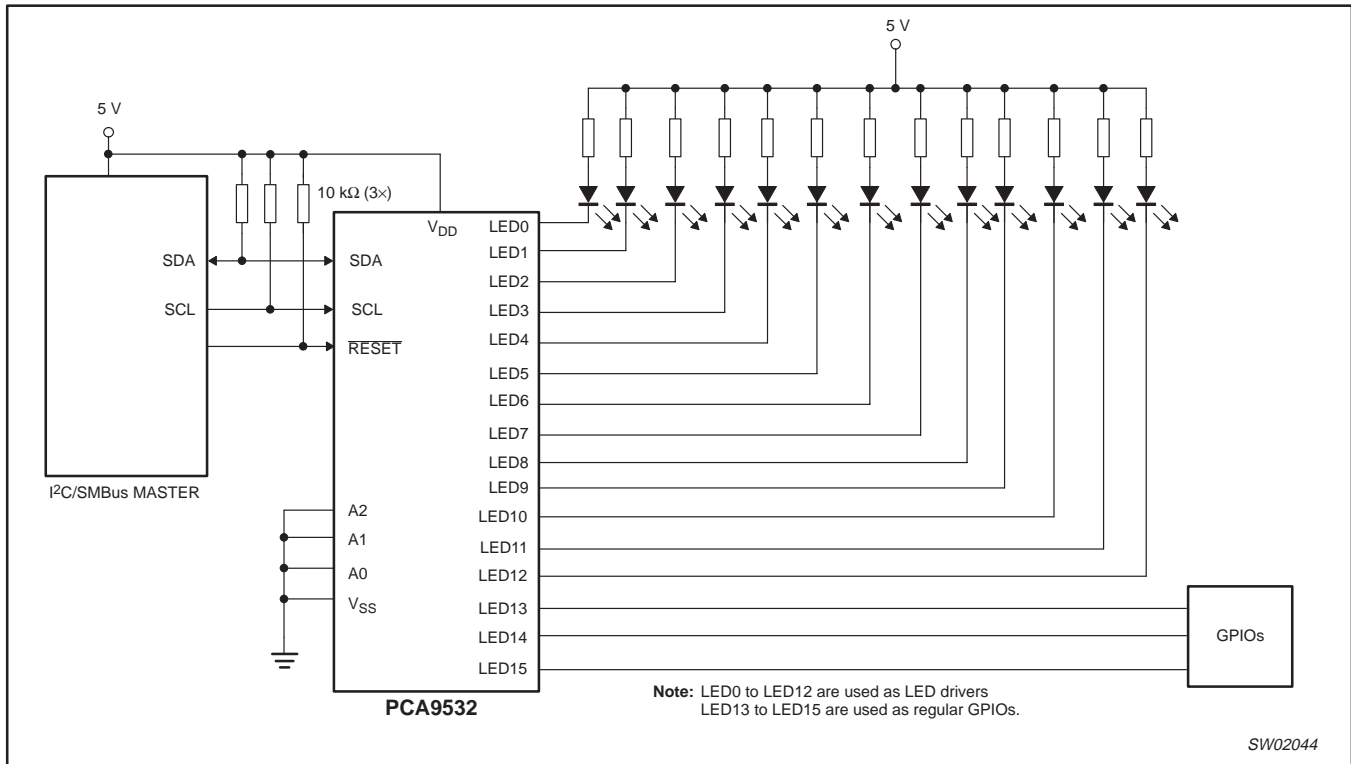 5 V
5 V
10 kΩ (3×)
V_DD
LED0
LED1
SDA
SDA
LED2
SCL
SCL
LED3
RESET
LED4
LED5
LED6
LED7
LED8
LED9
I²C/SMBus MASTER
A2
LED10
A1
LED11
A0
LED12
V_SS
LED13
LED14
GPIOs
LED15
PCA9532
Note: LED0 to LED12 are used as LED drivers
LED13 to LED15 are used as regular GPIOs.
SW02044